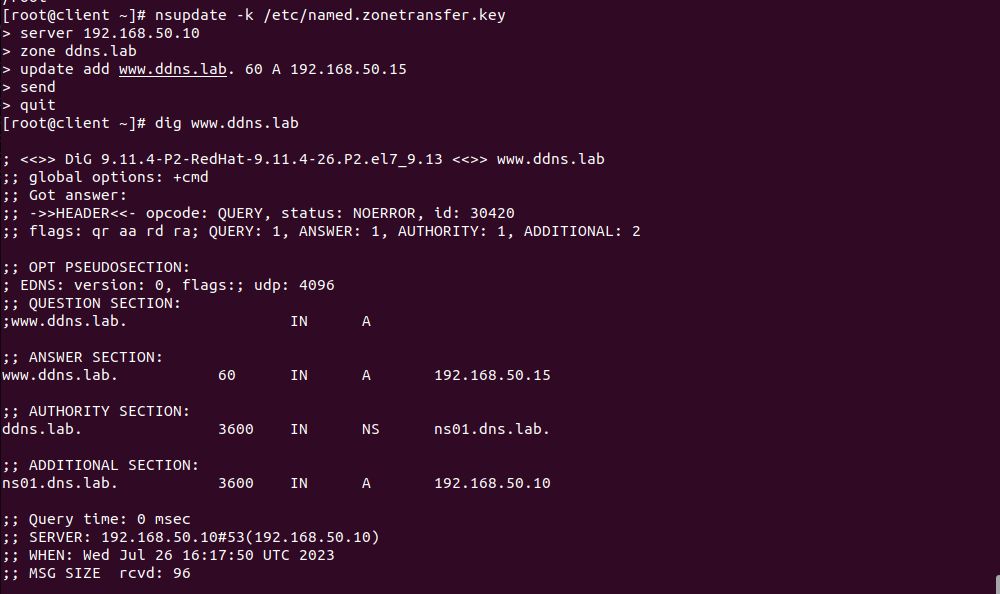 [root@client ~]# nsupdate -k /etc/named.zonetransfer.key
> server 192.168.50.10
> zone ddns.lab
> update add www.ddns.lab. 60 A 192.168.50.15
> send
> quit
[root@client ~]# dig www.ddns.lab
; <<>> DiG 9.11.4-P2-RedHat-9.11.4-26.P2.el7_9.13 <<>> www.ddns.lab
;; global options: +cmd
;; Got answer:
;; ->>HEADER<<- opcode: QUERY, status: NOERROR, id: 30420
;; flags: qr aa rd ra; QUERY: 1, ANSWER: 1, AUTHORITY: 1, ADDITIONAL: 2
;; OPT PSEUDOSECTION:
; EDNS: version: 0, flags:; udp: 4096
;; QUESTION SECTION:
;www.ddns.lab. IN A
;; ANSWER SECTION:
www.ddns.lab. 60 IN A 192.168.50.15
;; AUTHORITY SECTION:
ddns.lab. 3600 IN NS ns01.dns.lab.
;; ADDITIONAL SECTION:
ns01.dns.lab. 3600 IN A 192.168.50.10
;; Query time: 0 msec
;; SERVER: 192.168.50.10#53(192.168.50.10)
;; WHEN: Wed Jul 26 16:17:50 UTC 2023
;; MSG SIZE rcvd: 96